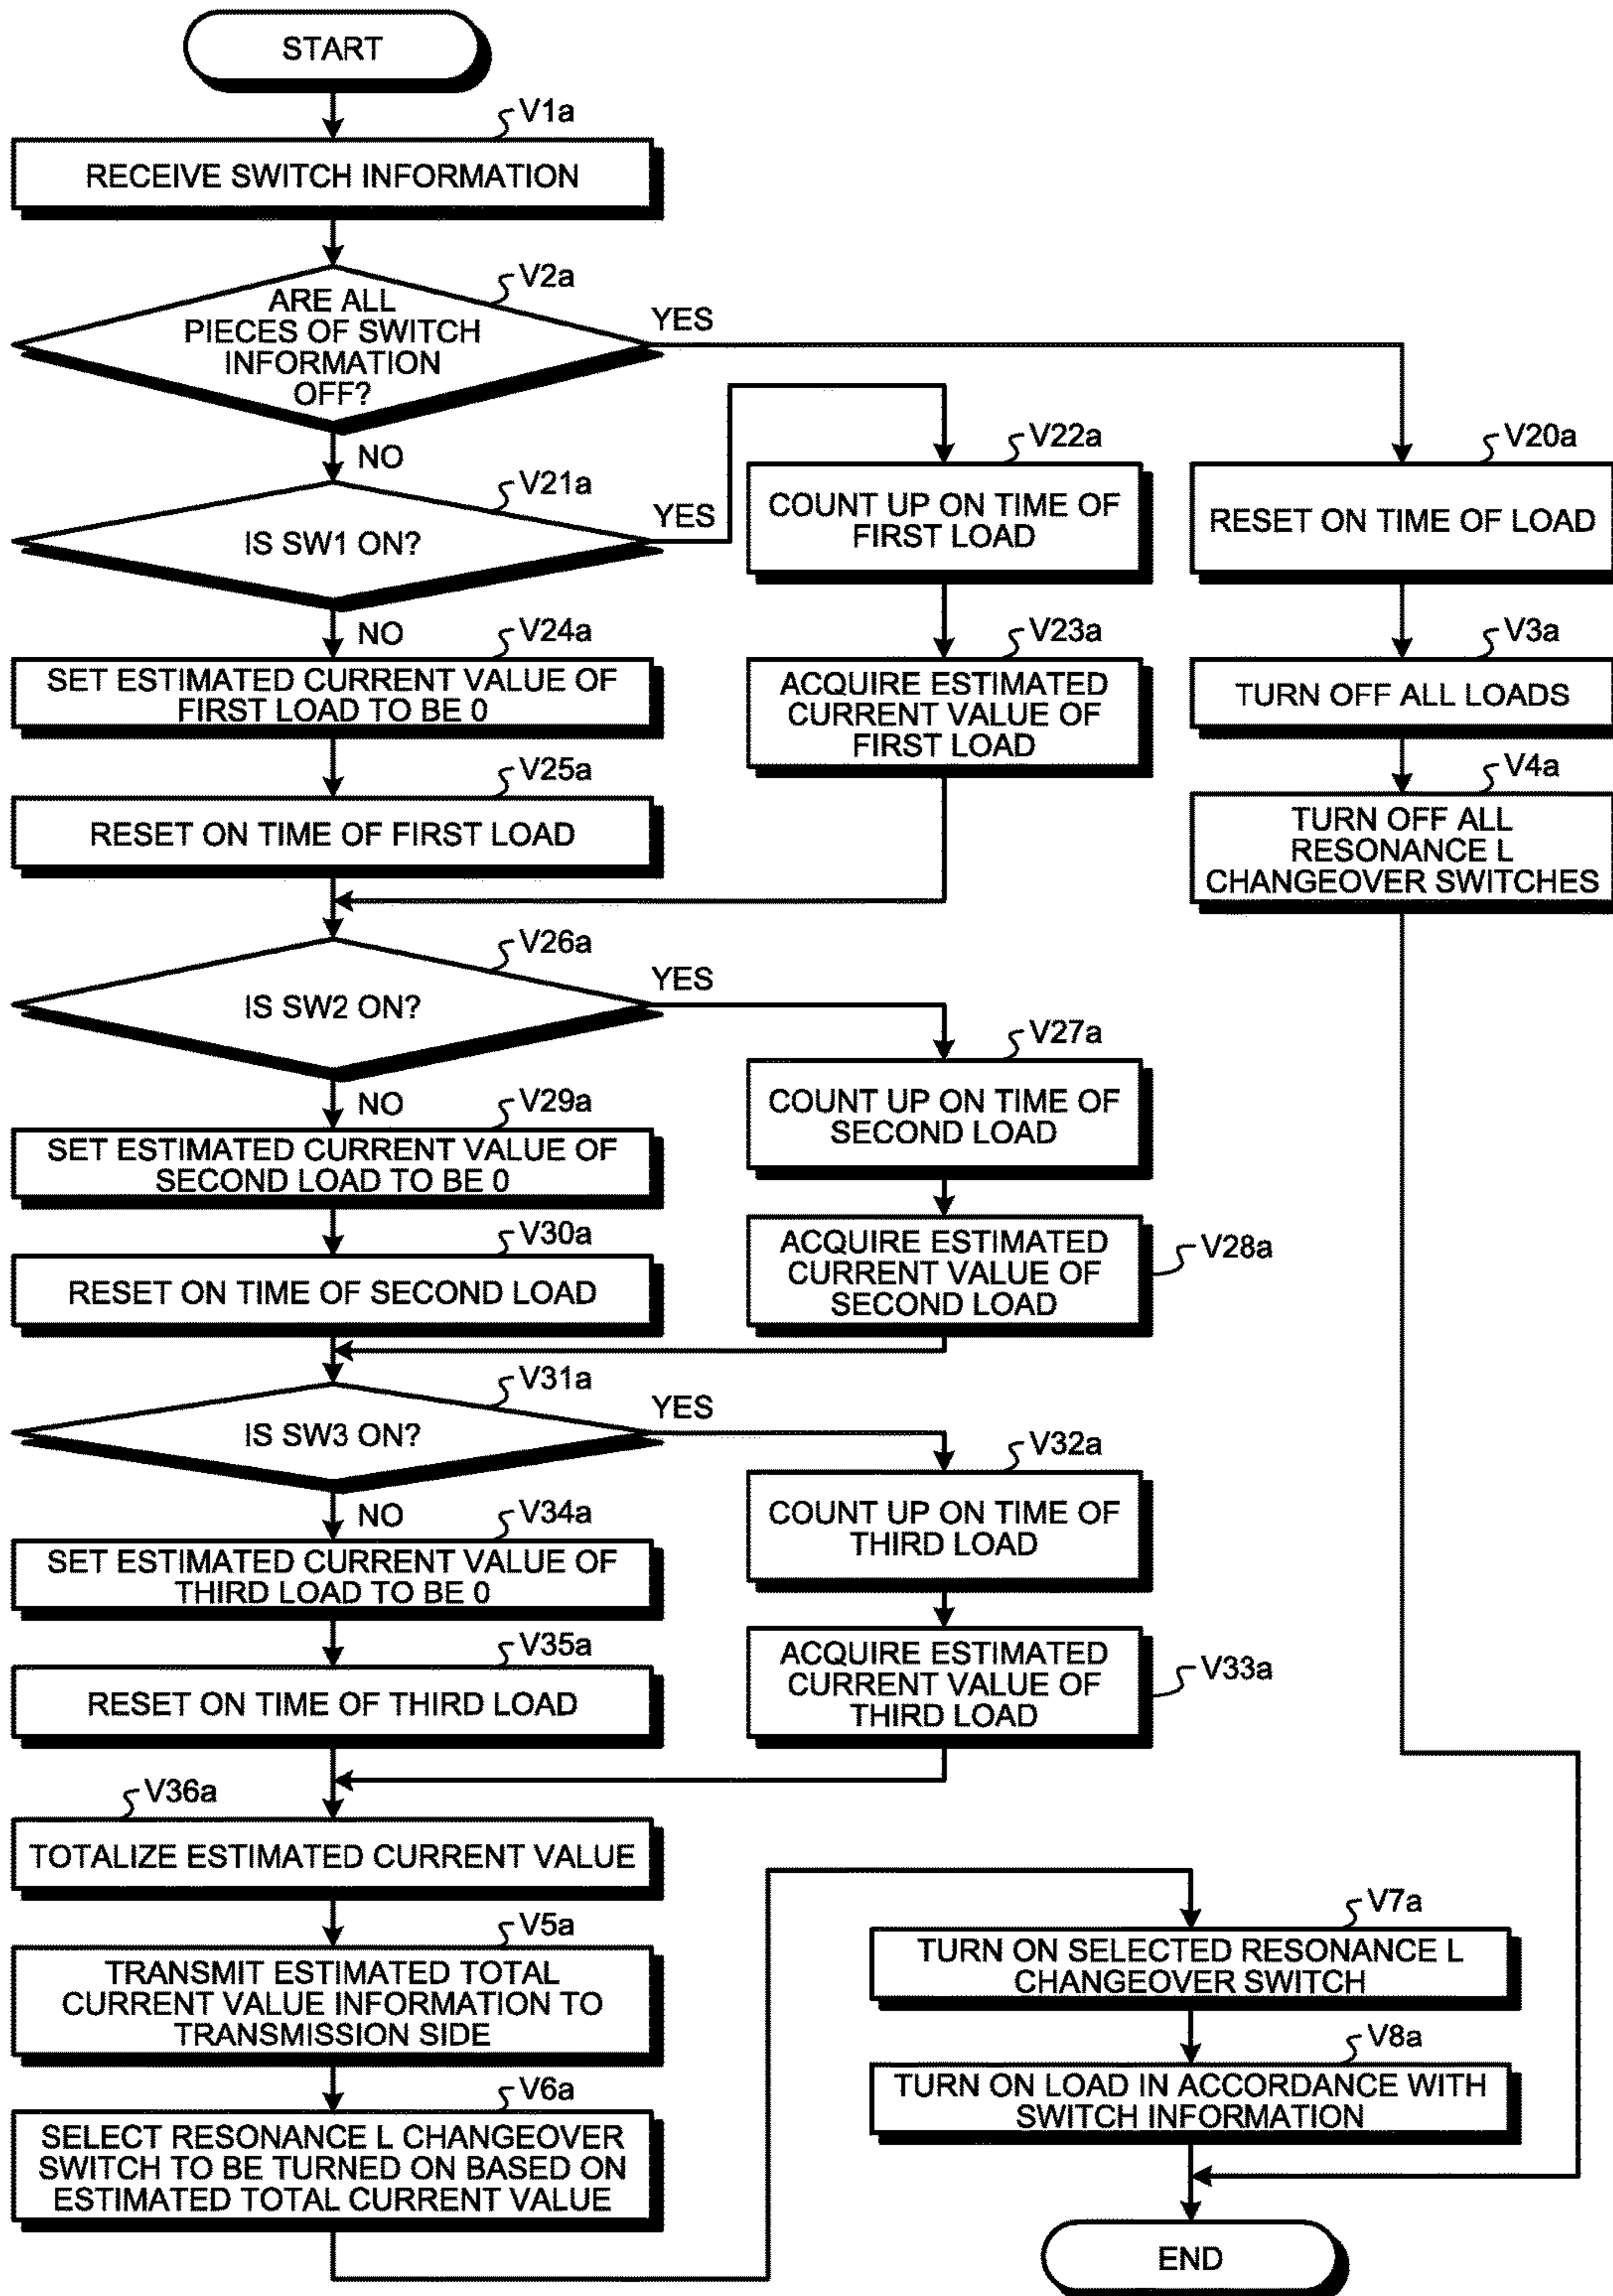 START
V1a
RECEIVE SWITCH INFORMATION
V2a
ARE ALL
PIECES OF SWITCH
INFORMATION
OFF?
YES
NO
V21a
IS SW1 ON?
YES
V22a
COUNT UP ON TIME OF
FIRST LOAD
V20a
RESET ON TIME OF LOAD
NO
V24a
SET ESTIMATED CURRENT VALUE OF
FIRST LOAD TO BE 0
V23a
ACQUIRE ESTIMATED
CURRENT VALUE OF
FIRST LOAD
V3a
TURN OFF ALL LOADS
V25a
RESET ON TIME OF FIRST LOAD
V4a
TURN OFF ALL
RESONANCE L
CHANGEOVER SWITCHES
V26a
IS SW2 ON?
YES
V27a
COUNT UP ON TIME OF
SECOND LOAD
NO
V29a
SET ESTIMATED CURRENT VALUE OF
SECOND LOAD TO BE 0
V30a
RESET ON TIME OF SECOND LOAD
ACQUIRE ESTIMATED
CURRENT VALUE OF
SECOND LOAD
V28a
V31a
IS SW3 ON?
YES
V32a
COUNT UP ON TIME OF
THIRD LOAD
NO
V34a
SET ESTIMATED CURRENT VALUE OF
THIRD LOAD TO BE 0
V35a
RESET ON TIME OF THIRD LOAD
ACQUIRE ESTIMATED
CURRENT VALUE OF
THIRD LOAD
V33a
V36a
TOTALIZE ESTIMATED CURRENT VALUE
V5a
TRANSMIT ESTIMATED TOTAL
CURRENT VALUE INFORMATION TO
TRANSMISSION SIDE
V6a
SELECT RESONANCE L CHANGEOVER
SWITCH TO BE TURNED ON BASED ON
ESTIMATED TOTAL CURRENT VALUE
V7a
TURN ON SELECTED RESONANCE L
CHANGEOVER SWITCH
V8a
TURN ON LOAD IN ACCORDANCE WITH
SWITCH INFORMATION
END